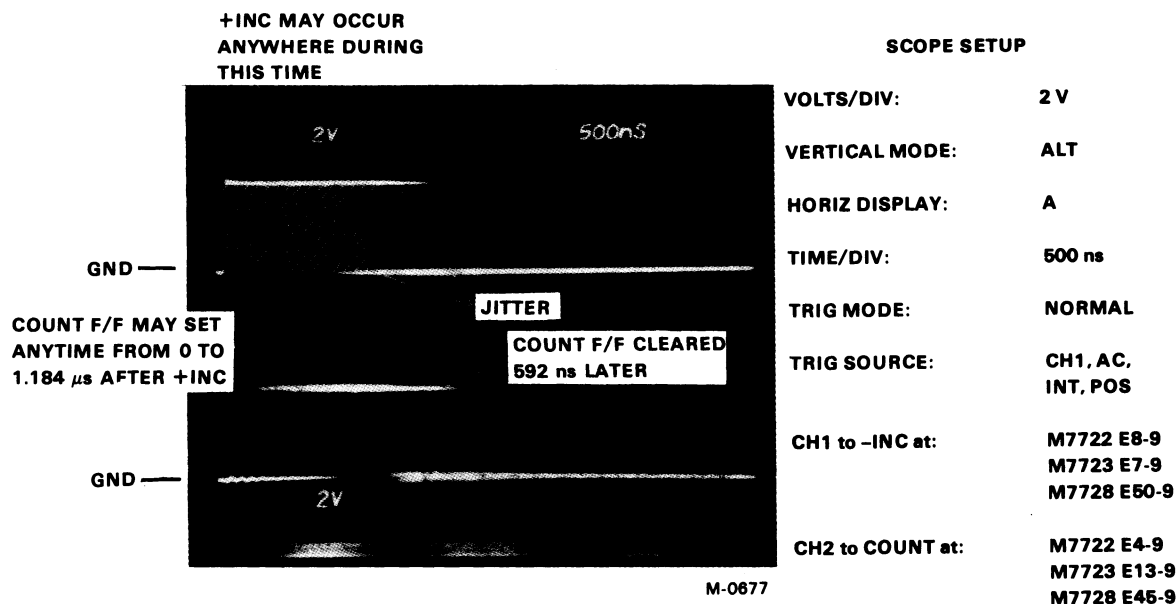 +INC MAY OCCUR
ANYWHERE DURING
THIS TIME
2V
500nS
GND
JITTER
COUNT F/F MAY SET
ANYTIME FROM 0 TO
1.184 μs AFTER +INC
COUNT F/F CLEARED
592 ns LATER
GND
2V
M-0677
SCOPE SETUP
VOLTS/DIV: 2 V
VERTICAL MODE: ALT
HORIZ DISPLAY: A
TIME/DIV: 500 ns
TRIG MODE: NORMAL
TRIG SOURCE: CH1, AC,
INT, POS
CH1 to –INC at: M7722 E8-9
M7723 E7-9
M7728 E50-9
CH2 to COUNT at: M7722 E4-9
M7723 E13-9
M7728 E45-9